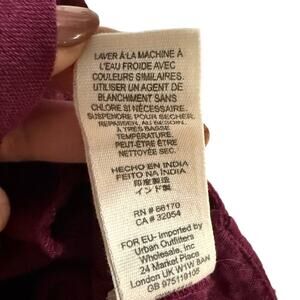 LAVER À LA MACHINE À
L'EAU FROIDE AVEC
COULEURS SIMILAIRES.
UTILISER UN AGENT DE
BLANCHIMENT SANS
CHLORE SI NÉCESSAIRE.
SUSPENDRE POUR SÉCHER.
REPASSER, AU BESOIN,
À TRÈS BASSE
TEMPÉRATURE.
PEUT-ÊTRE ÊTRE
NETTOYÉE SEC.
HECHO EN INDIA
FEITO NA ÍNDIA
印度製造
インド製
RN # 66170
CA # 32054
FOR EU- Imported by
Urban Outfitters
Wholesale, Inc
24 Market Place
London UK W1W 8AN
GB 975119105